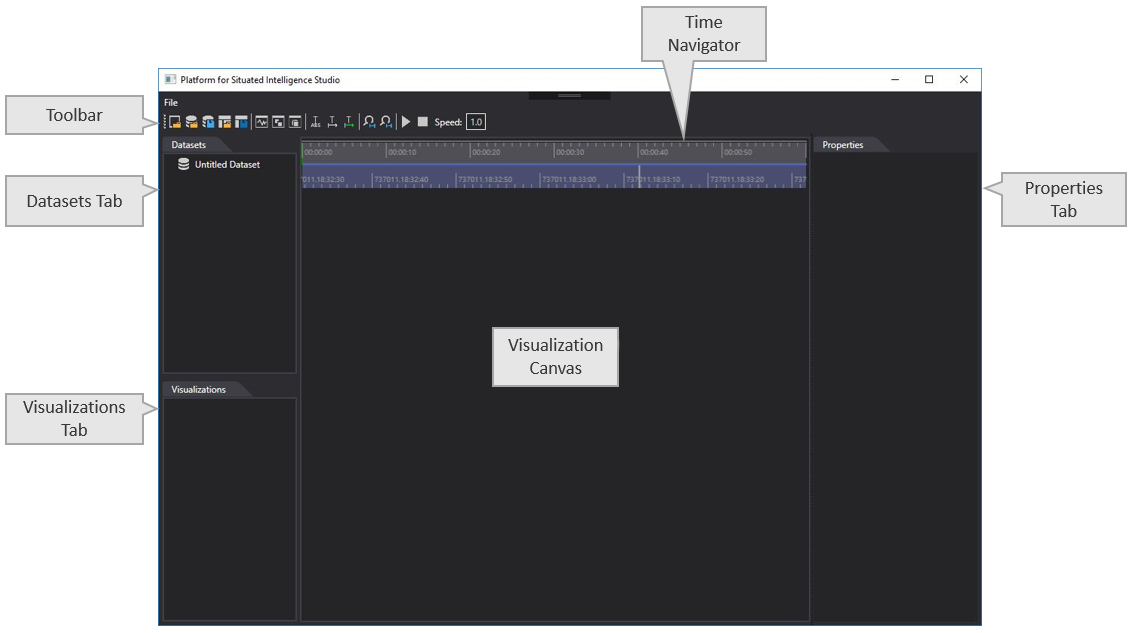 Time
Navigator
Platform for Situated Intelligence Studio
File
Toolbar
ABS
Speed: 1.0
Datasets
Untitled Dataset
00:00:00 00:00:10 00:00:20 00:00:30 00:00:40 00:00:50
7011,18:32:30 737011,18:32:40 737011,18:32:50 737011,18:33:00 737011,18:33:10 737011,18:33:20 737
Properties
Datasets Tab
Properties
Tab
Visualization
Canvas
Visualizations
Visualizations
Tab